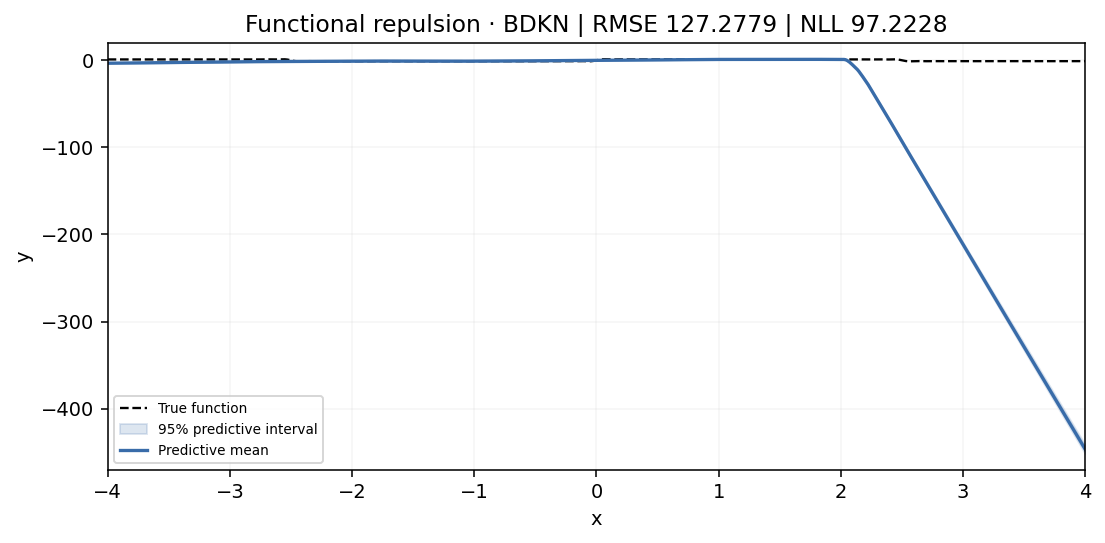 Functional repulsion · BDKN | RMSE 127.2779 | NLL 97.2228
0
−100
−200
−300
−400
y
True function
95% predictive interval
Predictive mean
−4 −3 −2 −1 0 1 2 3 4
x